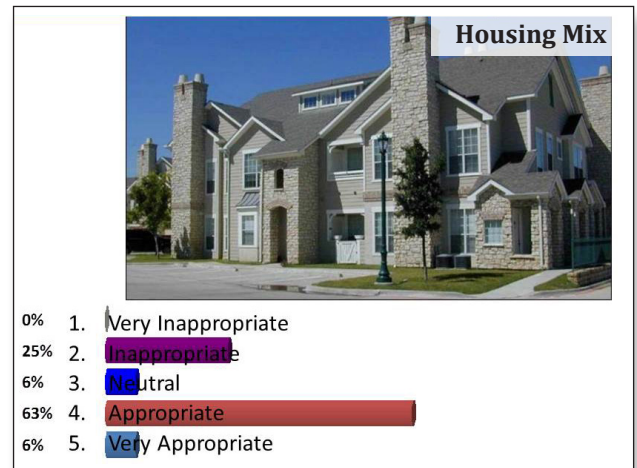 Housing Mix
0% 1. Very Inappropriate
25% 2. Inappropriate
6% 3. Neutral
63% 4. Appropriate
6% 5. Very Appropriate